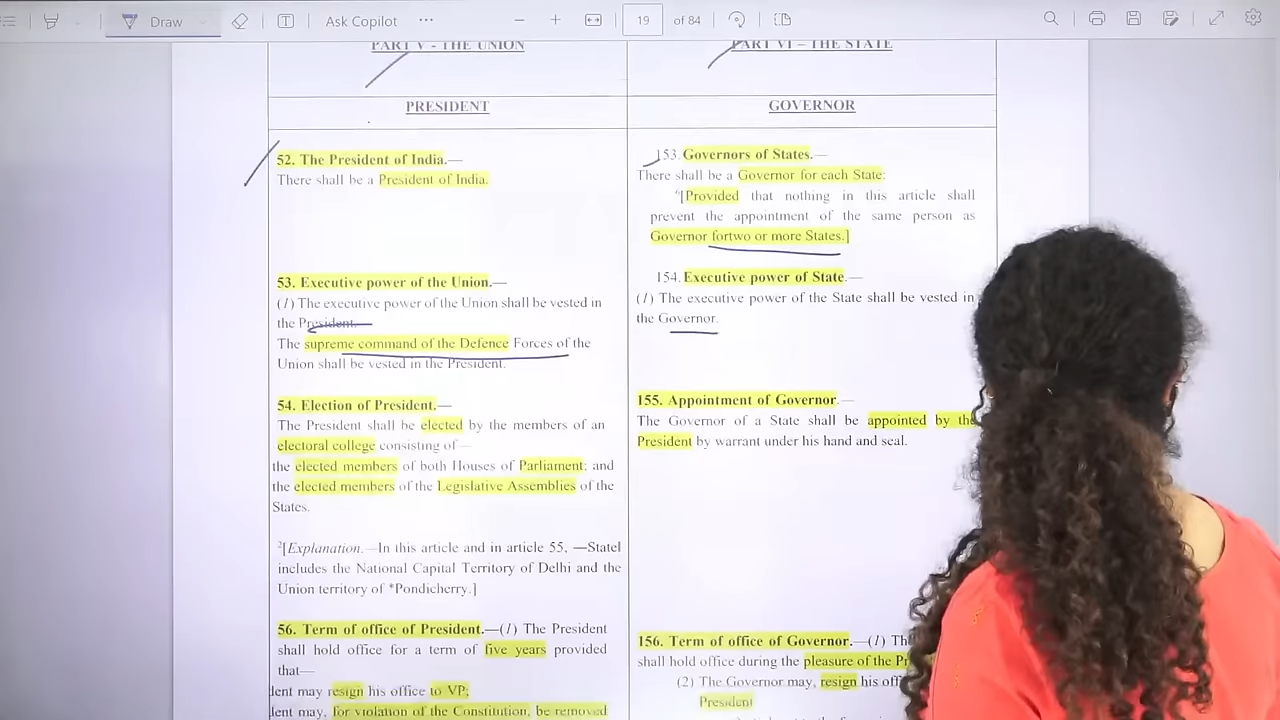 Draw
Ask Copilot
19 of 84
PART V - THE UNION
PART VI – THE STATE
PRESIDENT
GOVERNOR
52. The President of India.—
There shall be a President of India.
53. Executive power of the Union.—
(1) The executive power of the Union shall be vested in
the President.
The supreme command of the Defence Forces of the
Union shall be vested in the President.
54. Election of President.—
The President shall be elected by the members of an
electoral college consisting of—
the elected members of both Houses of Parliament; and
the elected members of the Legislative Assemblies of the
States.
2[Explanation.—In this article and in article 55, ―Stateǁ
includes the National Capital Territory of Delhi and the
Union territory of *Pondicherry.]
56. Term of office of President.—(1) The President
shall hold office for a term of five years provided
that—
dent may resign his office to VP;
dent may, for violation of the Constitution, be removed
153. Governors of States.—
There shall be a Governor for each State:
[Provided that nothing in this article shall
prevent the appointment of the same person as
Governor fortwo or more States.]
154. Executive power of State.—
(1) The executive power of the State shall be vested in
the Governor.
155. Appointment of Governor.—
The Governor of a State shall be appointed by the
President by warrant under his hand and seal.
156. Term of office of Governor.—(1) Th
shall hold office during the pleasure of the Pr
(2) The Governor may, resign his off
President